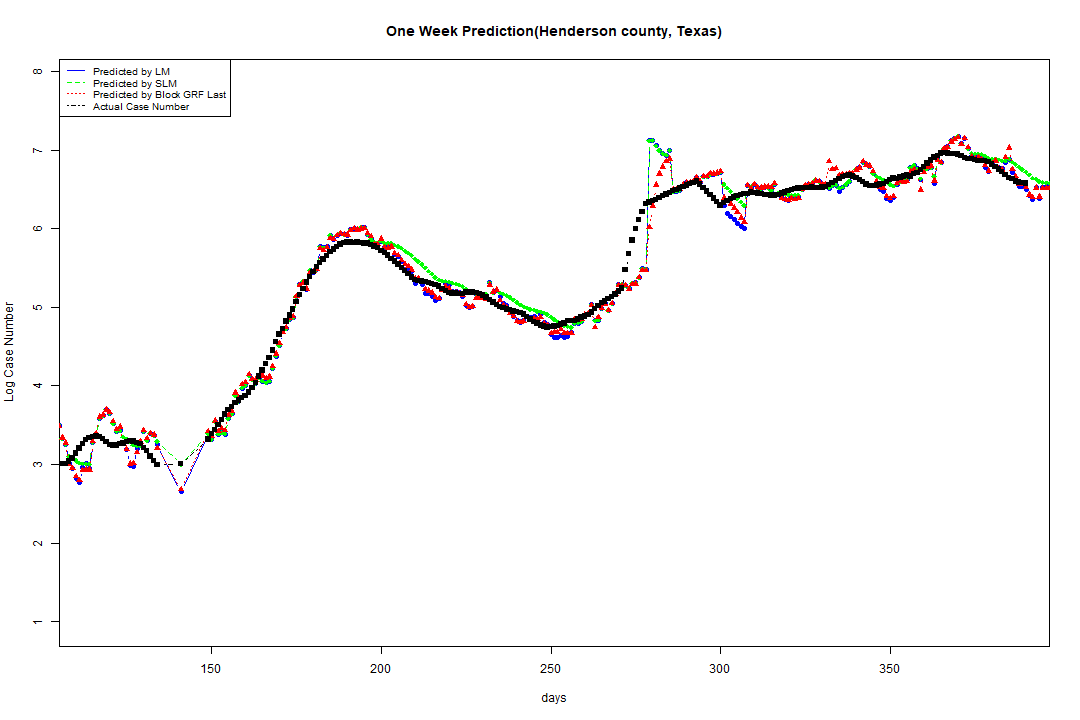 One Week Prediction(Henderson county, Texas)
Predicted by LM
Predicted by SLM
Predicted by Block GRF Last
Actual Case Number
8
7
6
5
4
3
2
1
Log Case Number
150 200 250 300 350
days